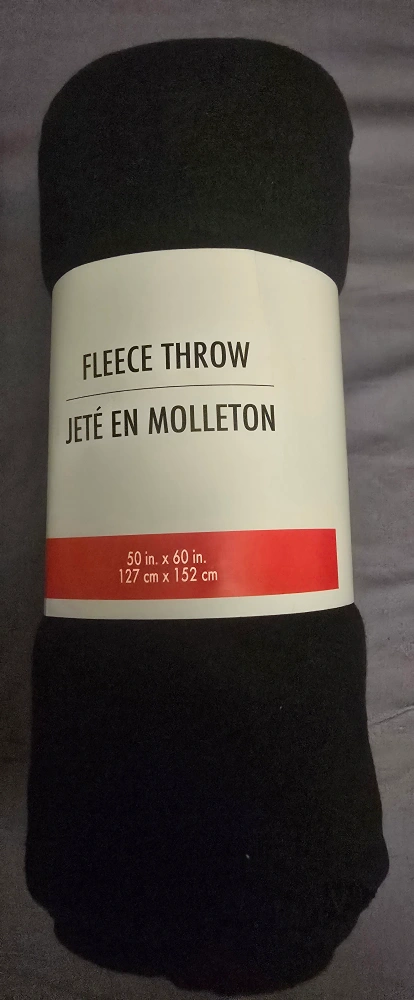 FLEECE THROW
JETÉ EN MOLLETON
50 in. x 60 in.
127 cm x 152 cm